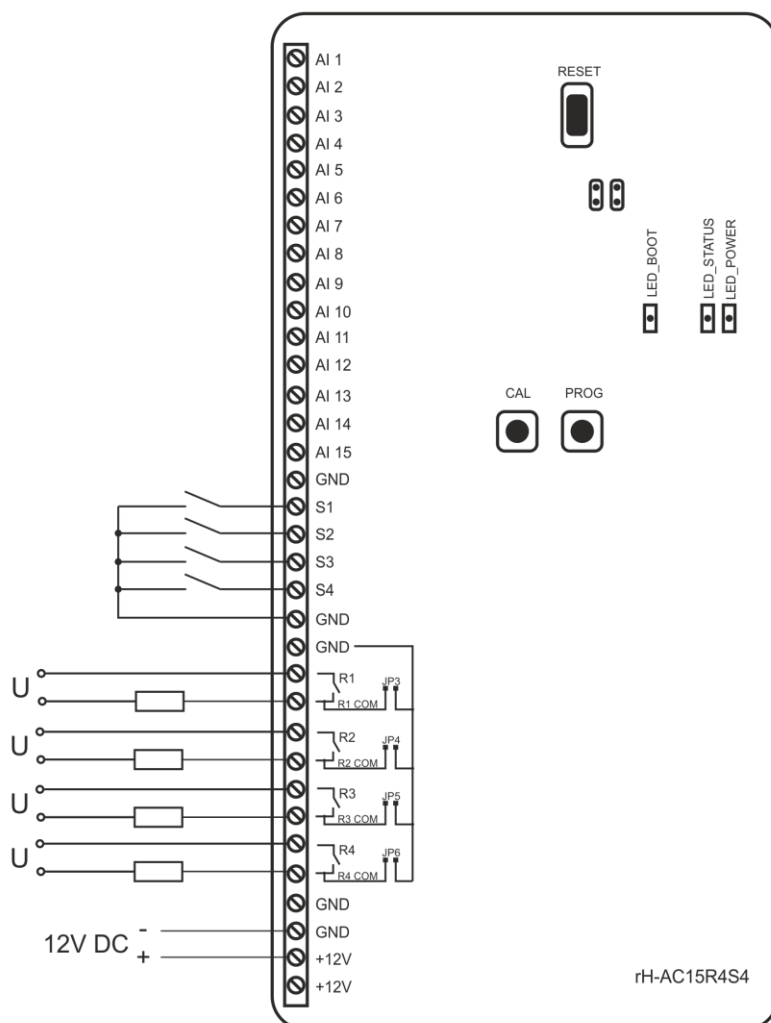 AI 1
AI 2
AI 3
AI 4
AI 5
AI 6
AI 7
AI 8
AI 9
AI 10
AI 11
AI 12
AI 13
AI 14
AI 15
GND
S1
S2
S3
S4
GND
GND
R1
JP3
R1 COM
R2
JP4
R2 COM
R3
JP5
R3 COM
R4
JP6
R4 COM
GND
GND
+12V
+12V
U
U
U
U
12V DC
-
+
RESET
LED_BOOT
LED_STATUS
LED_POWER
CAL
PROG
rH-AC15R4S4